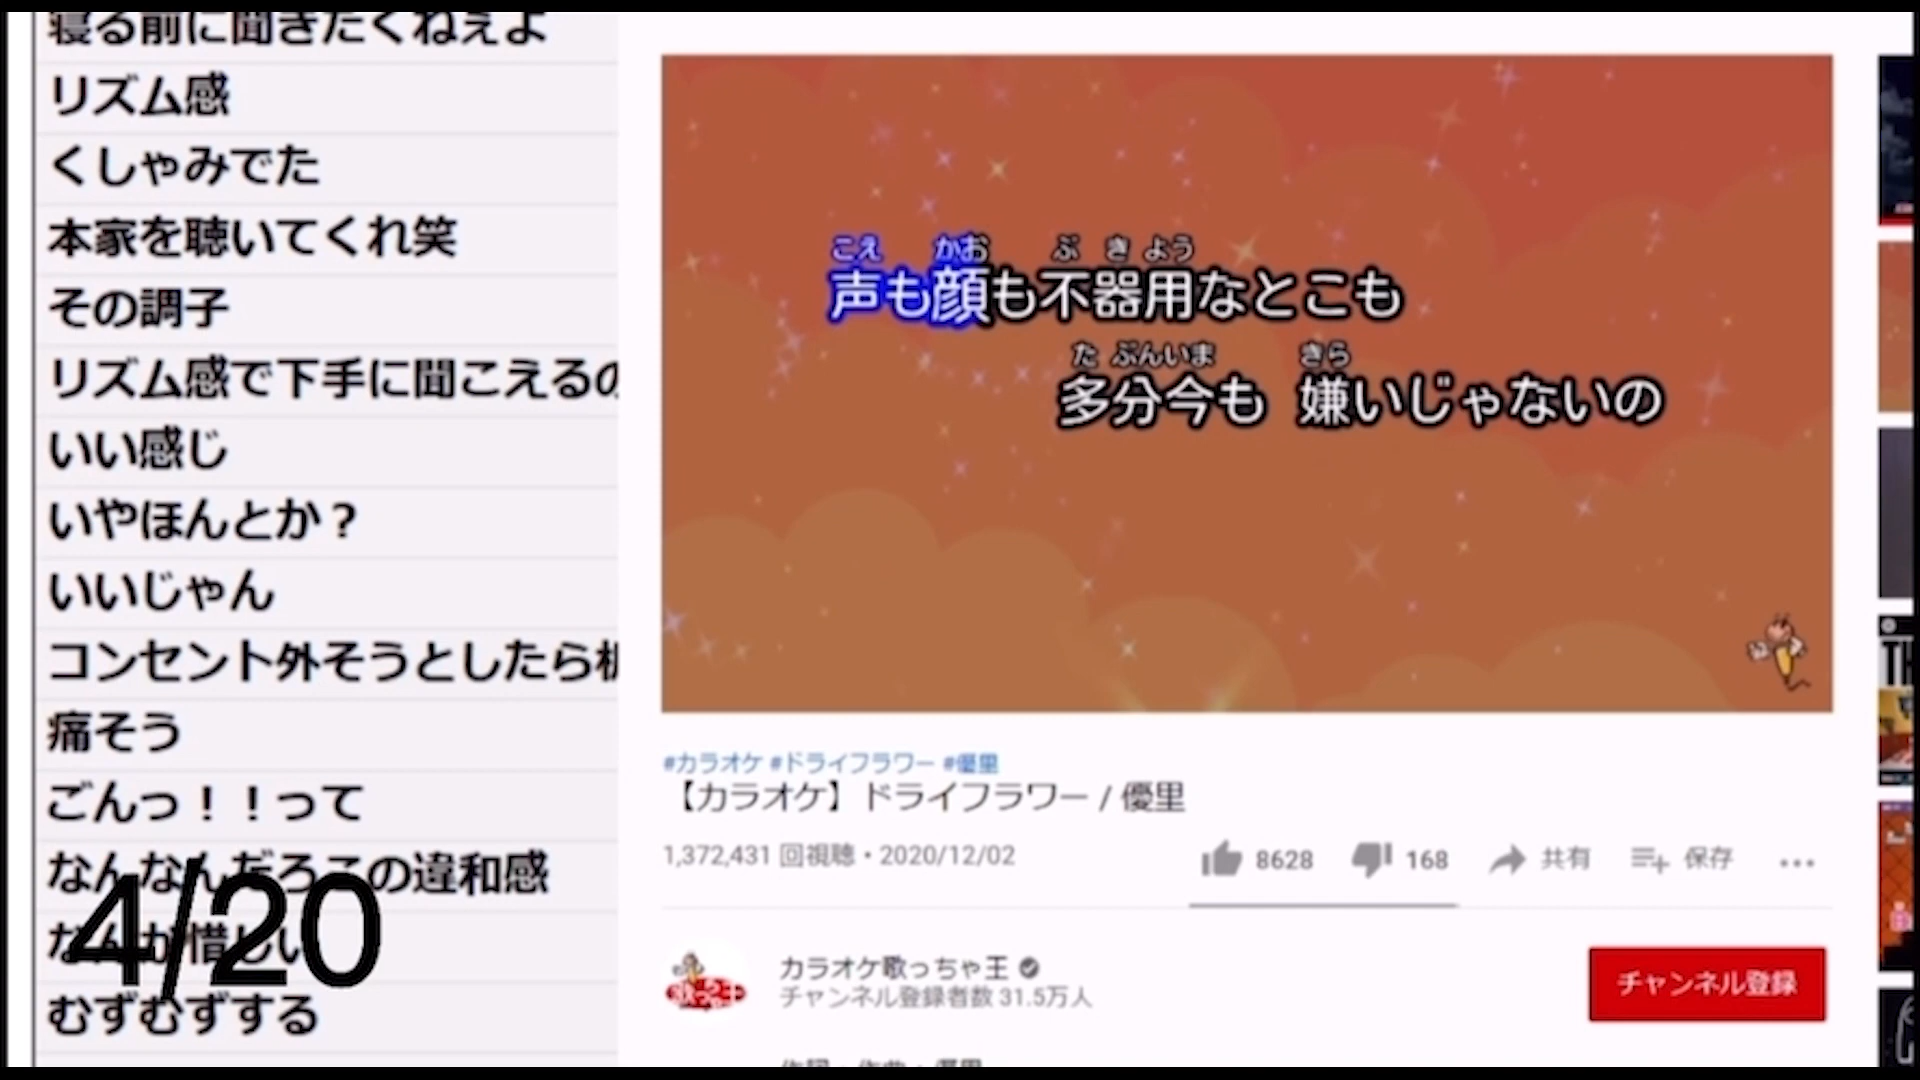 寝る前に聞きたくねぇよ
リズム感
くしゃみでた
本家を聴いてくれ笑
その調子
リズム感で下手に聞こえるの
いい感じ
いやほんとか？
いいじゃん
コンセント外そうとしたら
痛そう
ごんっ！！って
なんなんだろこの違和感
なんか惜しい
むずむずする
4/20
こえ かお ぶきよう
声も顔も不器用なとこも
たぶんいま きら
多分今も 嫌いじゃないの
#カラオケ #ドライフラワー #優里
【カラオケ】ドライフラワー / 優里
1,372,431 回視聴・2020/12/02
8628 168 共有 保存 …
カラオケ歌っちゃ王
チャンネル登録者数 31.5万人
チャンネル登録